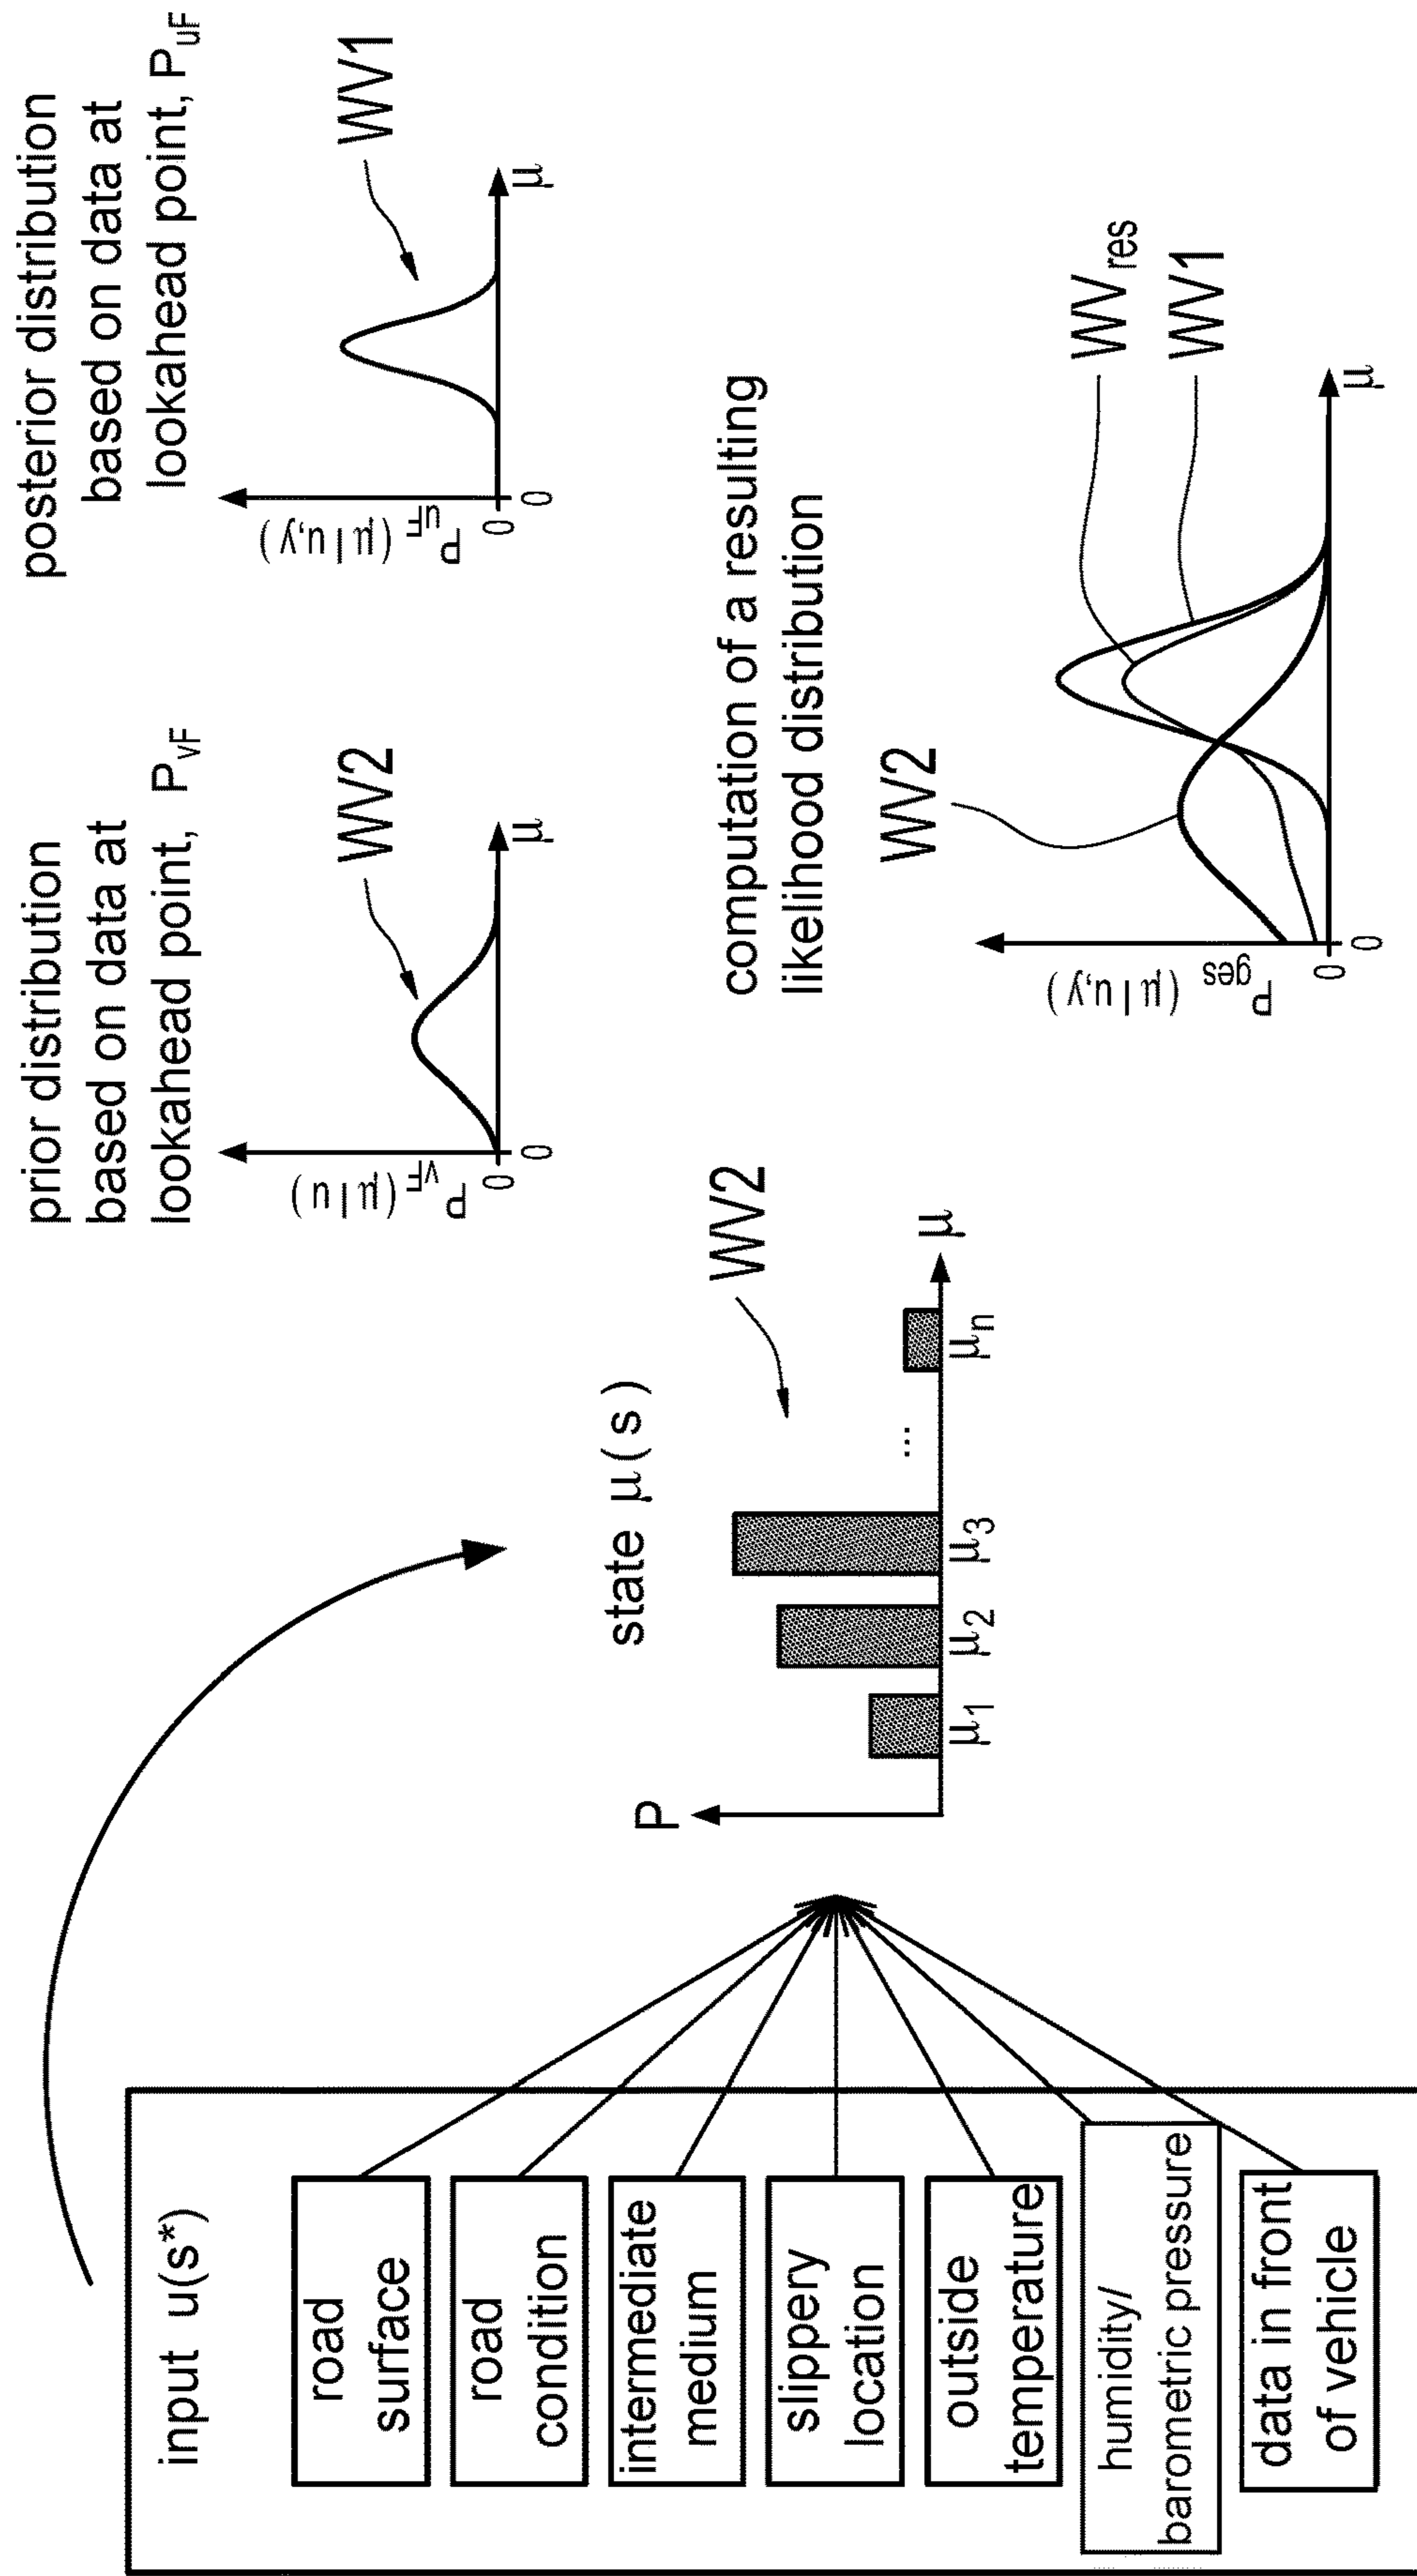 input u(s*)
road
surface
road
condition
intermediate
medium
slippery
location
outside
temperature
humidity/
barometric pressure
data in front
of vehicle
state μ(s)
P
WV2
...
μ1 μ2 μ3 μn
μ
prior distribution
based on data at
lookahead point, PvF
WV2
PvF (μ|u)
0
0
μ
posterior distribution
based on data at
lookahead point, PuF
WV1
PuF (μ|u,y)
0
0
μ
computation of a resulting
likelihood distribution
WV2
WVres
WV1
Pges (μ|u,y)
0
0
μ